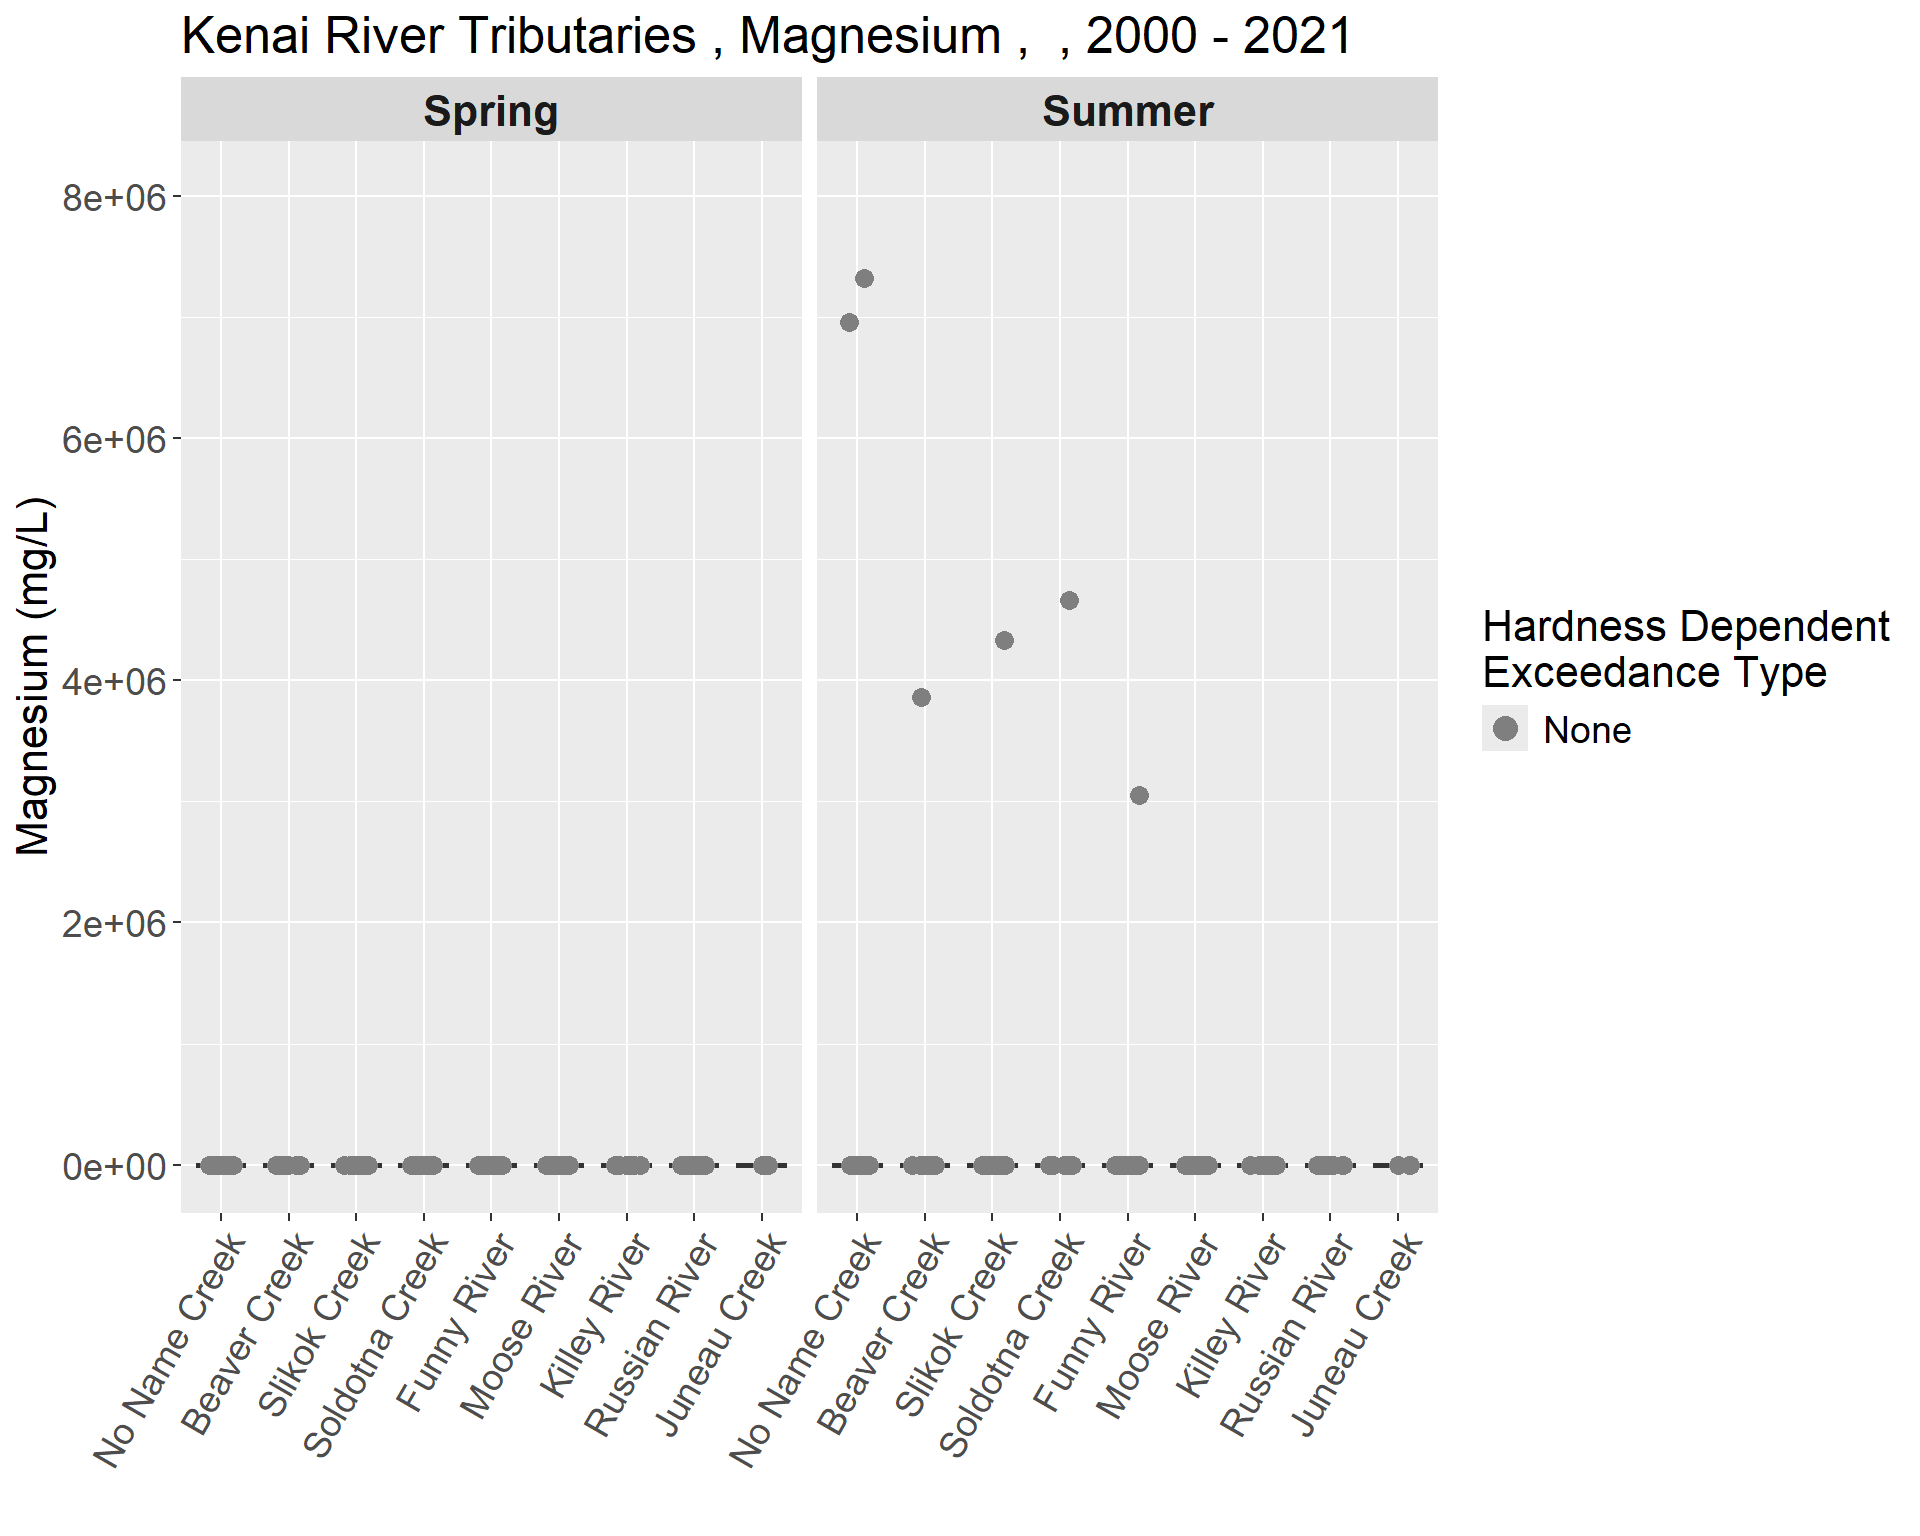 Kenai River Tributaries , Magnesium ,  , 2000 - 2021
Spring
Summer
Magnesium (mg/L)
8e+06
6e+06
4e+06
2e+06
0e+00
No Name Creek
Beaver Creek
Slikok Creek
Soldotna Creek
Funny River
Moose River
Killey River
Russian River
Juneau Creek
No Name Creek
Beaver Creek
Slikok Creek
Soldotna Creek
Funny River
Moose River
Killey River
Russian River
Juneau Creek
Hardness Dependent
Exceedance Type
None